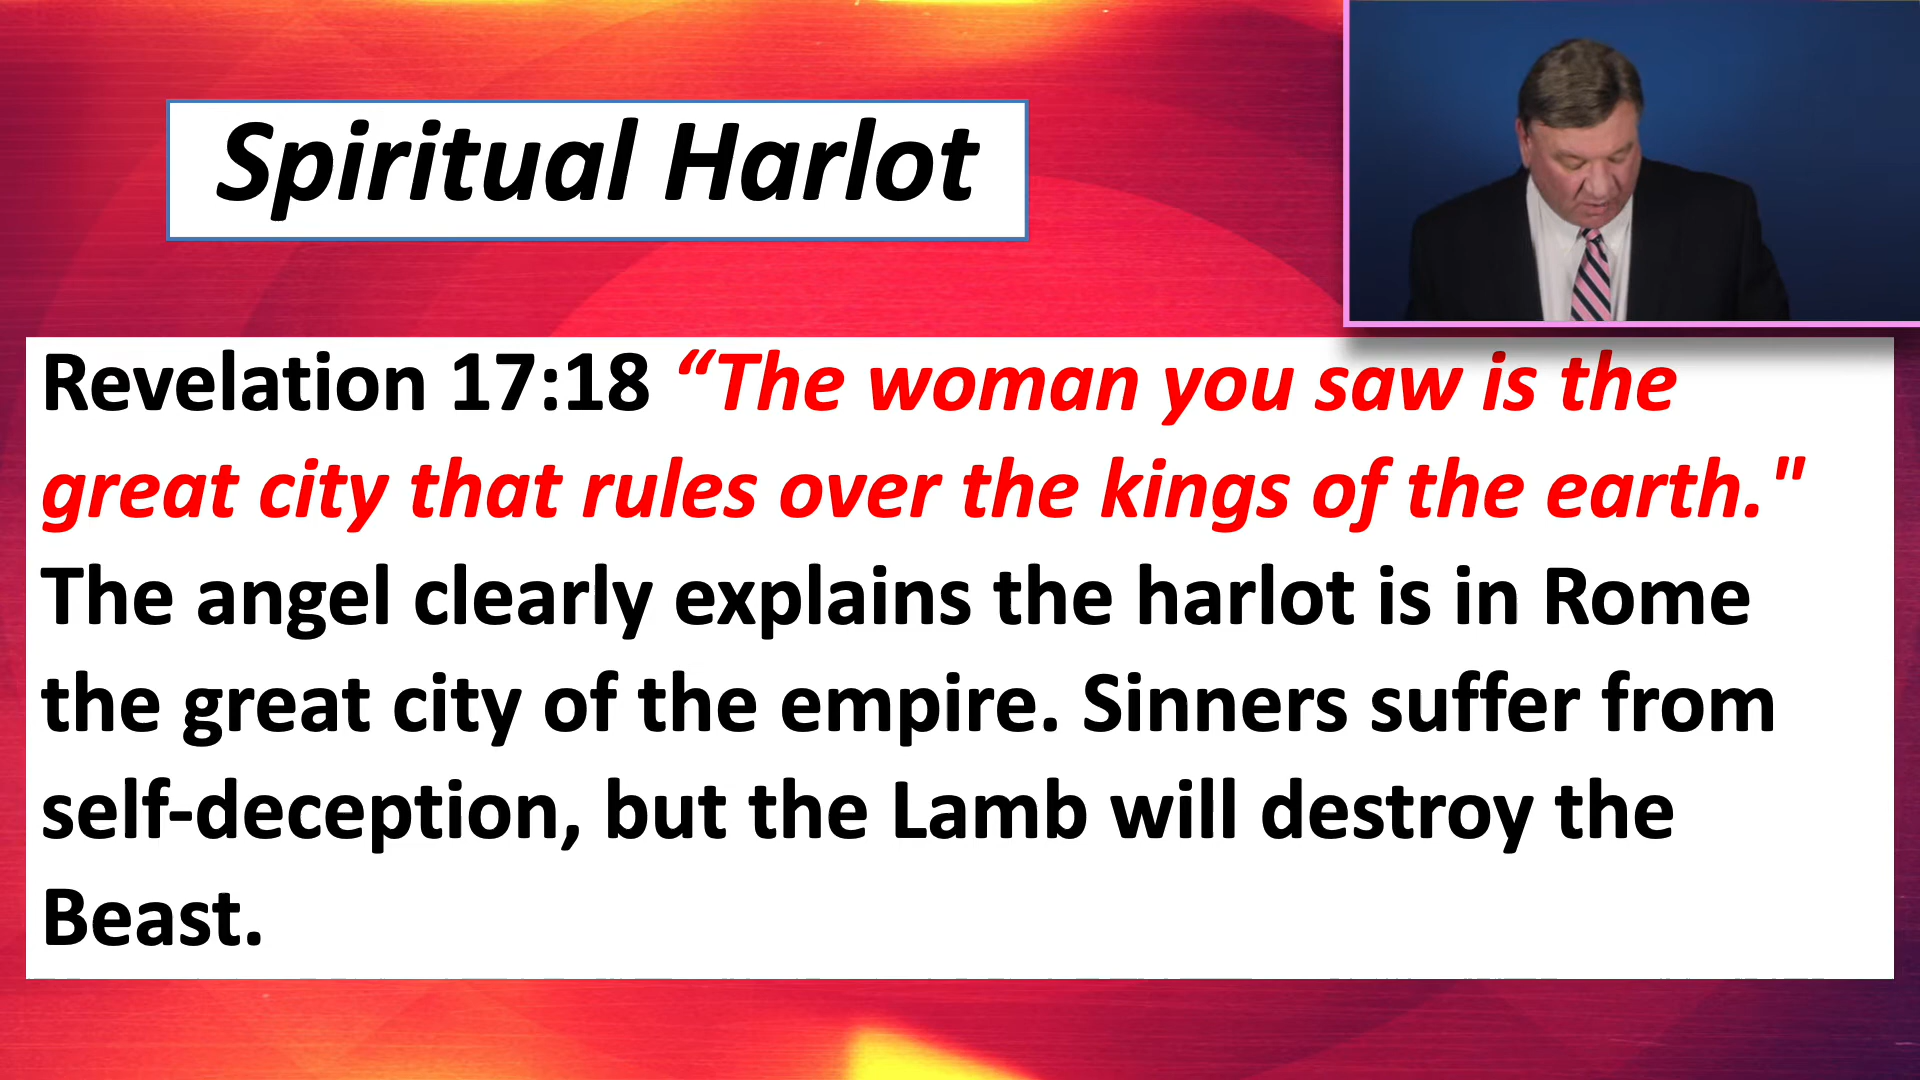 Spiritual Harlot
Revelation 17:18 “The woman you saw is the
great city that rules over the kings of the earth."
The angel clearly explains the harlot is in Rome
the great city of the empire. Sinners suffer from
self-deception, but the Lamb will destroy the
Beast.